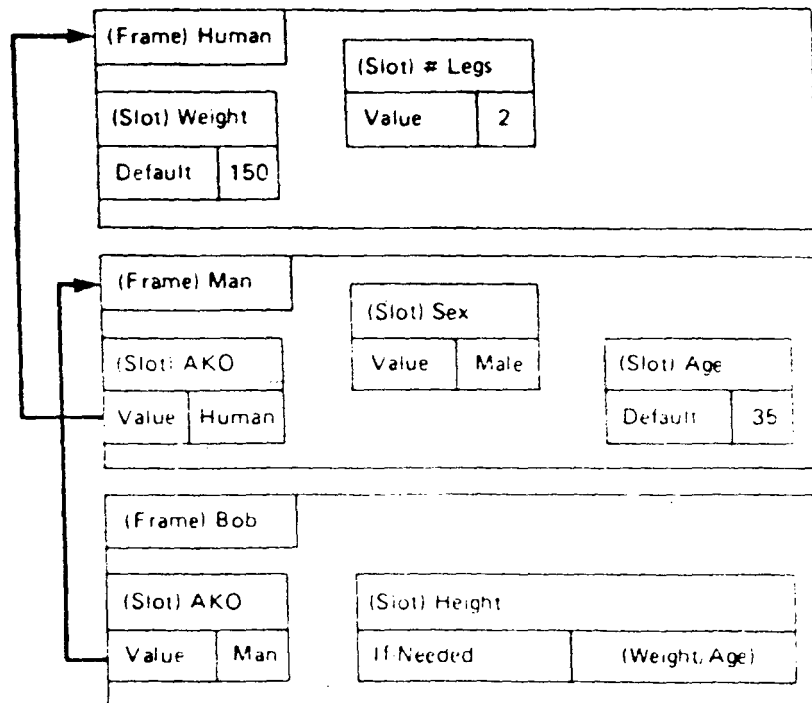 (Frame) Human
(Slot) # Legs
Value 2
(Slot) Weight
Default 150
(Frame) Man
(Slot) Sex
Value Male
(Slot) AKO
Value Human
(Slot) Age
Default 35
(Frame) Bob
(Slot) AKO
Value Man
(Slot) Height
If-Needed (Weight, Age)